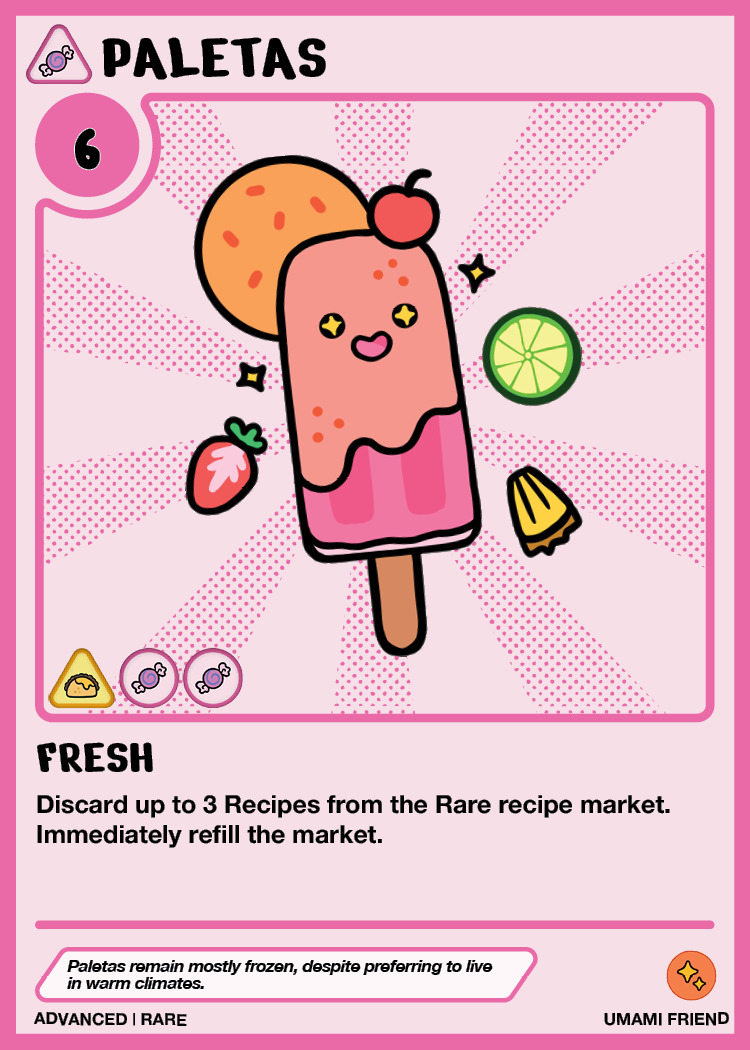 PALETAS
6
FRESH
Discard up to 3 Recipes from the Rare recipe market.
Immediately refill the market.
Paletas remain mostly frozen, despite preferring to live
in warm climates.
ADVANCED | RARE
UMAMI FRIEND